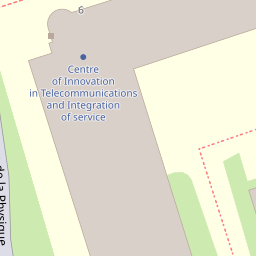 6
Centre
of Innovation
in Telecommunications
and Integration
of service
de la Physique